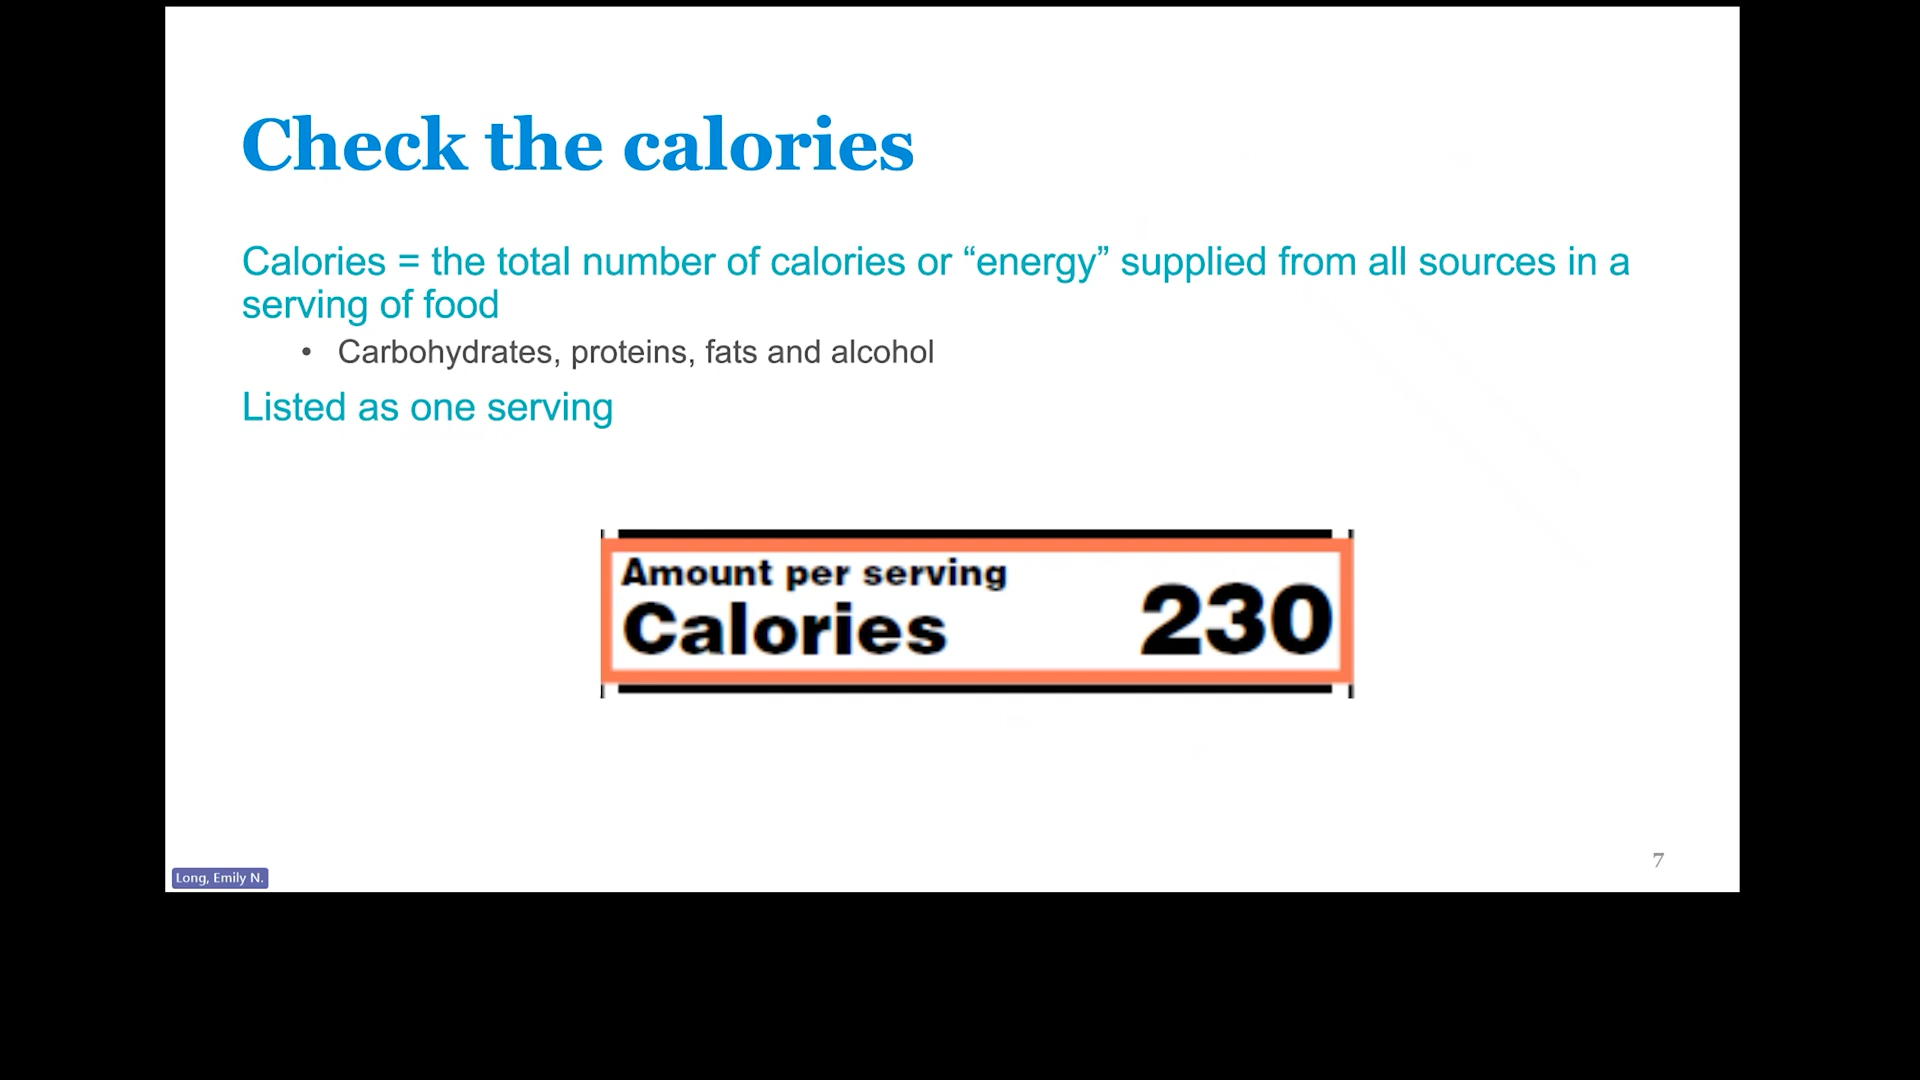 Check the calories
Calories = the total number of calories or “energy” supplied from all sources in a
serving of food
• Carbohydrates, proteins, fats and alcohol
Listed as one serving
Amount per serving
Calories 230
7
Long, Emily N.